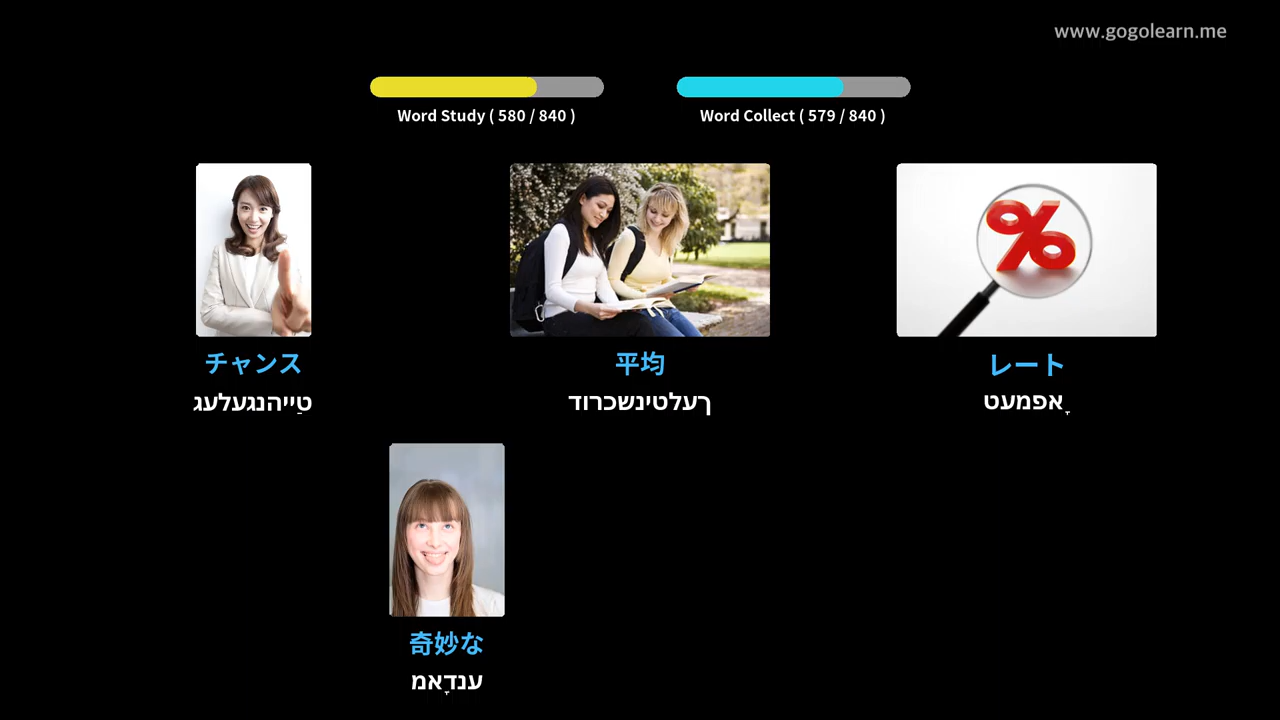 www.gogolearn.me
Word Study ( 580 / 840 )
Word Collect ( 579 / 840 )
チャンス
טַייהנגעלעג
平均
ךעלטינשכרוד
レート
ָאפמעט
奇妙な
ענדָאמ